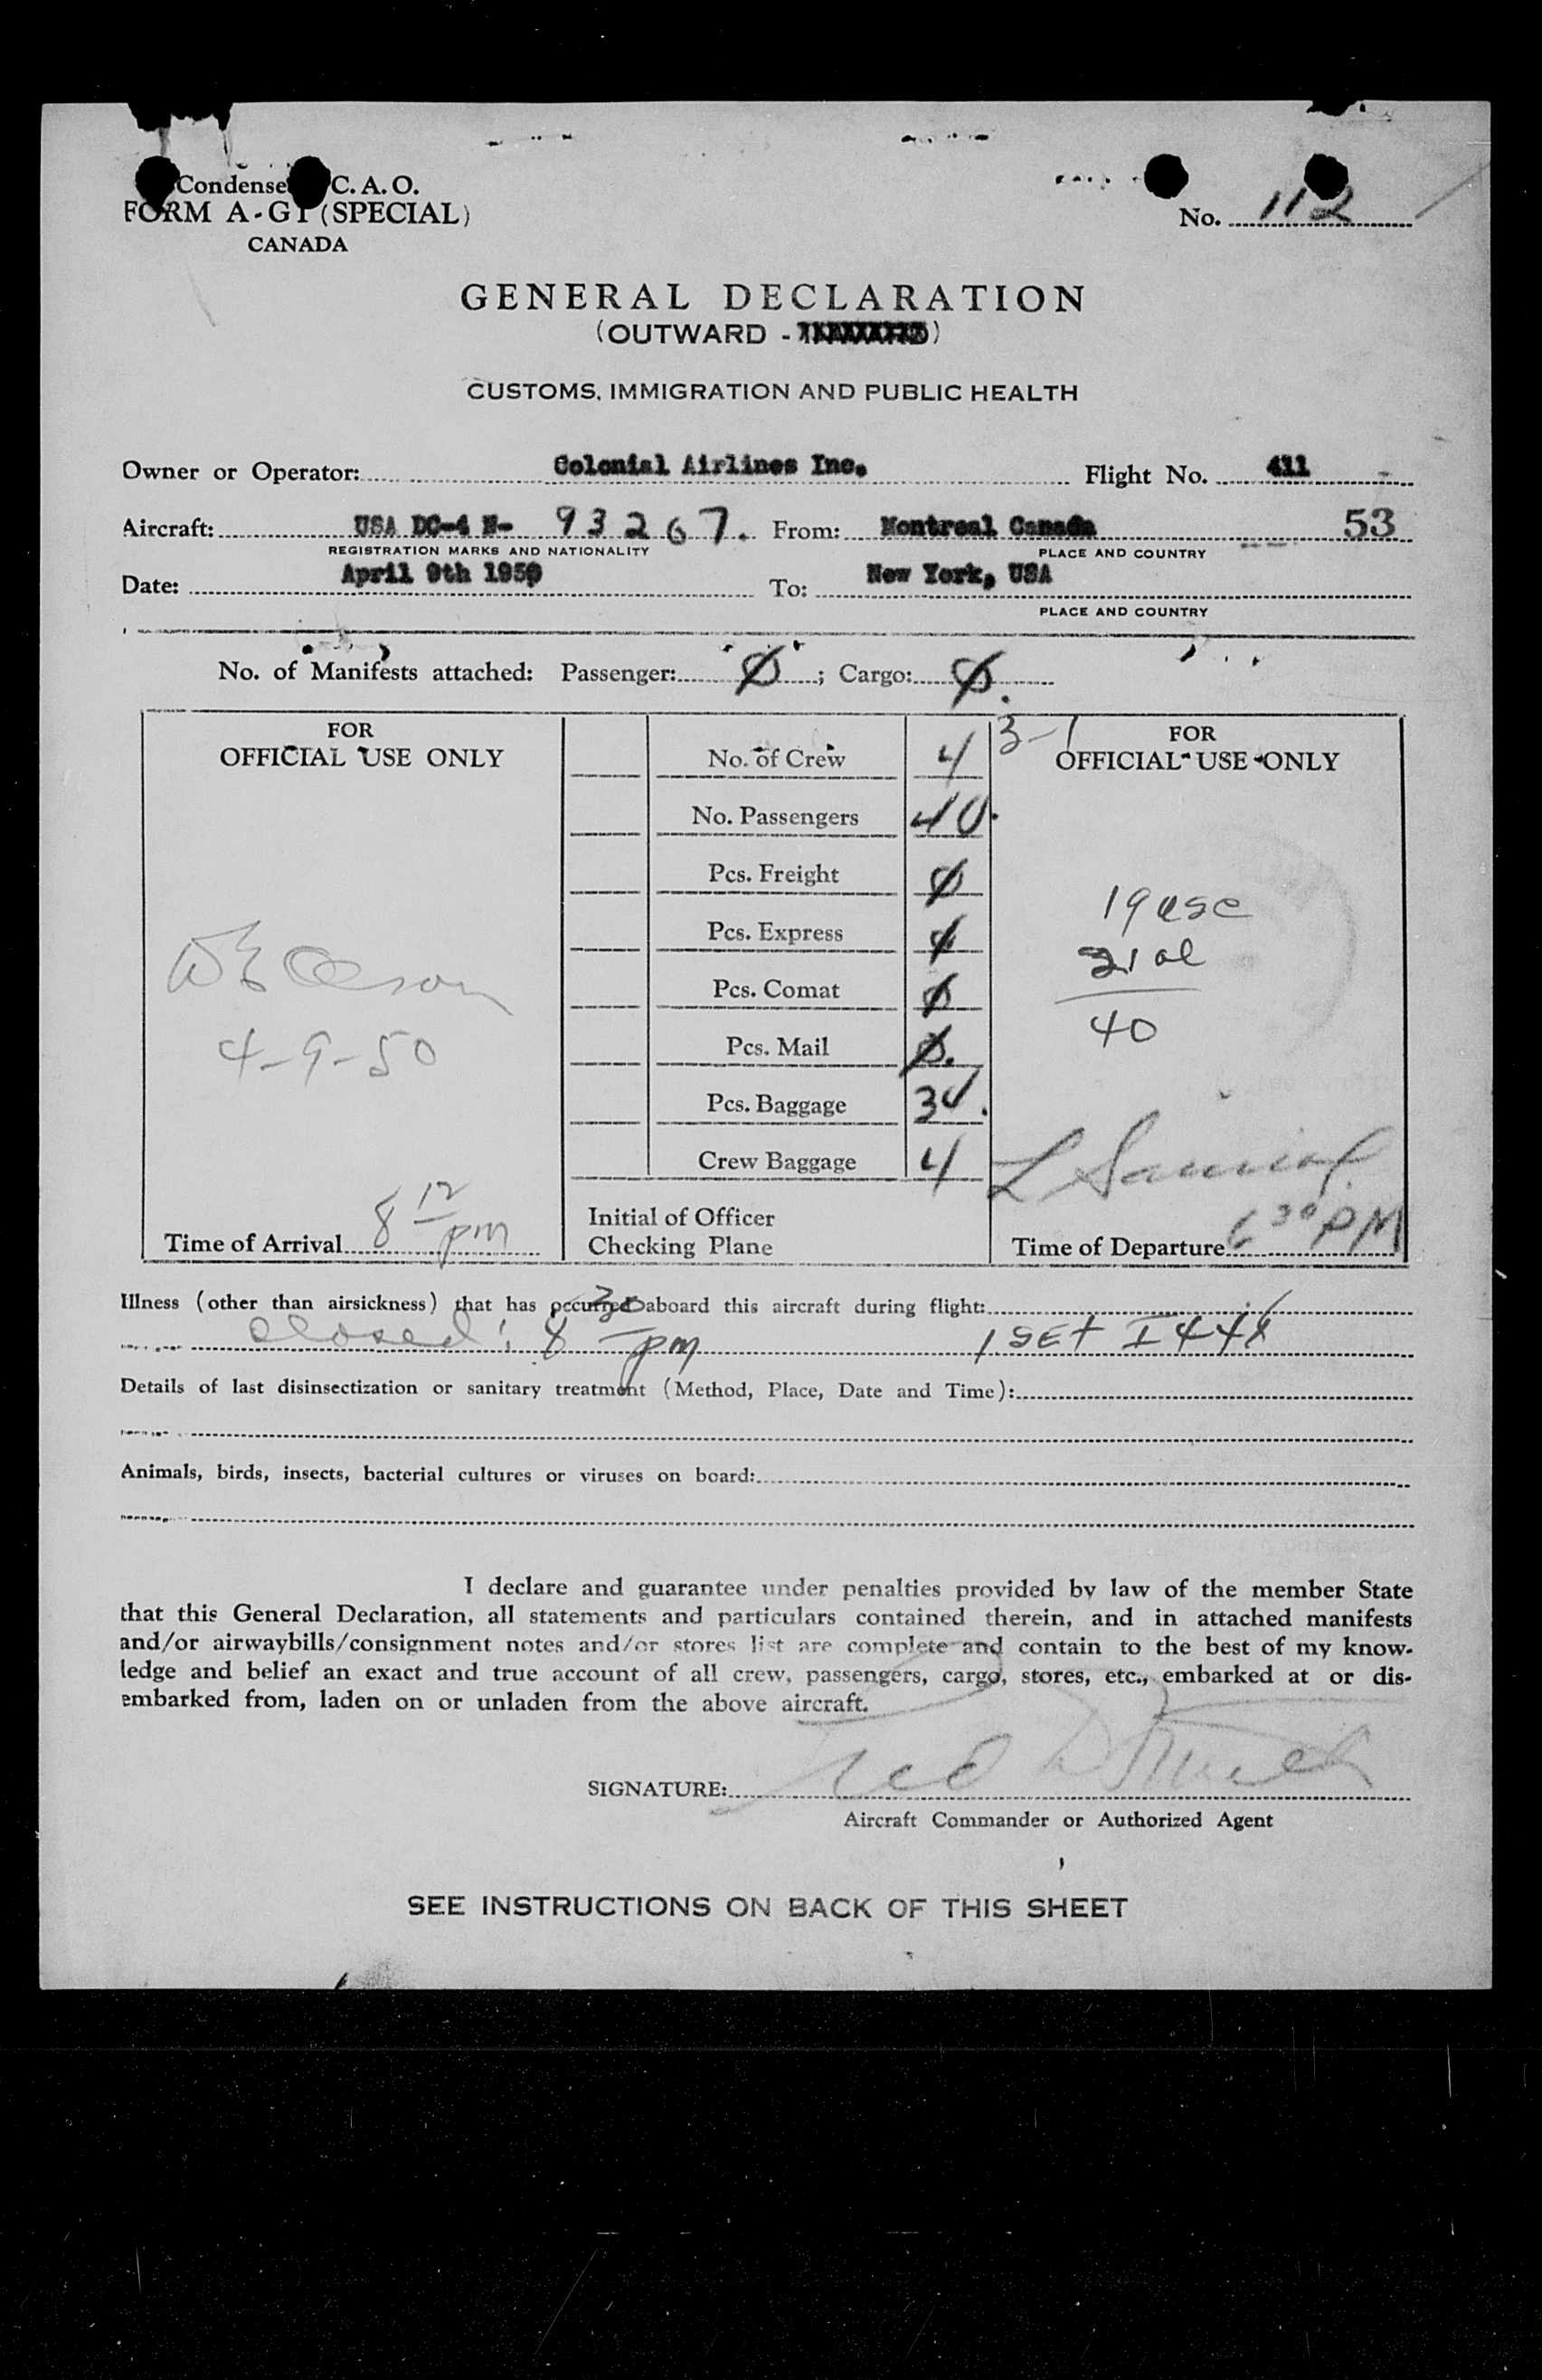 Condense C. A. O.
FORM A-G1 (SPECIAL)
CANADA
No. 112
GENERAL DECLARATION
(OUTWARD - )
CUSTOMS, IMMIGRATION AND PUBLIC HEALTH
Owner or Operator: Colonial Airlines Inc. Flight No. 411
Aircraft: USA DC-4 N- 93267. From: Montreal Canada 53
REGISTRATION MARKS AND NATIONALITY PLACE AND COUNTRY
Date: April 9th 1950 To: New York, USA
PLACE AND COUNTRY
No. of Manifests attached: Passenger: Ø; Cargo: Ø.
FOR
OFFICIAL USE ONLY
4-9-50
Time of Arrival 8 12 pm
No. of Crew 4 3-1
No. Passengers 40.
Pcs. Freight Ø
Pcs. Express Ø
Pcs. Comat Ø
Pcs. Mail Ø.
Pcs. Baggage 34.
Crew Baggage 4
Initial of Officer
Checking Plane
FOR
OFFICIAL USE ONLY
19 usc
21 al
40
Time of Departure 6 30 PM
Illness (other than airsickness) that has occurred aboard this aircraft during flight:
closed: 8 30 pm 1 SET I 448
Details of last disinsectization or sanitary treatment (Method, Place, Date and Time):
Animals, birds, insects, bacterial cultures or viruses on board:
I declare and guarantee under penalties provided by law of the member State
that this General Declaration, all statements and particulars contained therein, and in attached manifests
and/or airwaybills/consignment notes and/or stores list are complete and contain to the best of my know-
ledge and belief an exact and true account of all crew, passengers, cargo, stores, etc., embarked at or dis-
embarked from, laden on or unladen from the above aircraft.
SIGNATURE:
Aircraft Commander or Authorized Agent
SEE INSTRUCTIONS ON BACK OF THIS SHEET